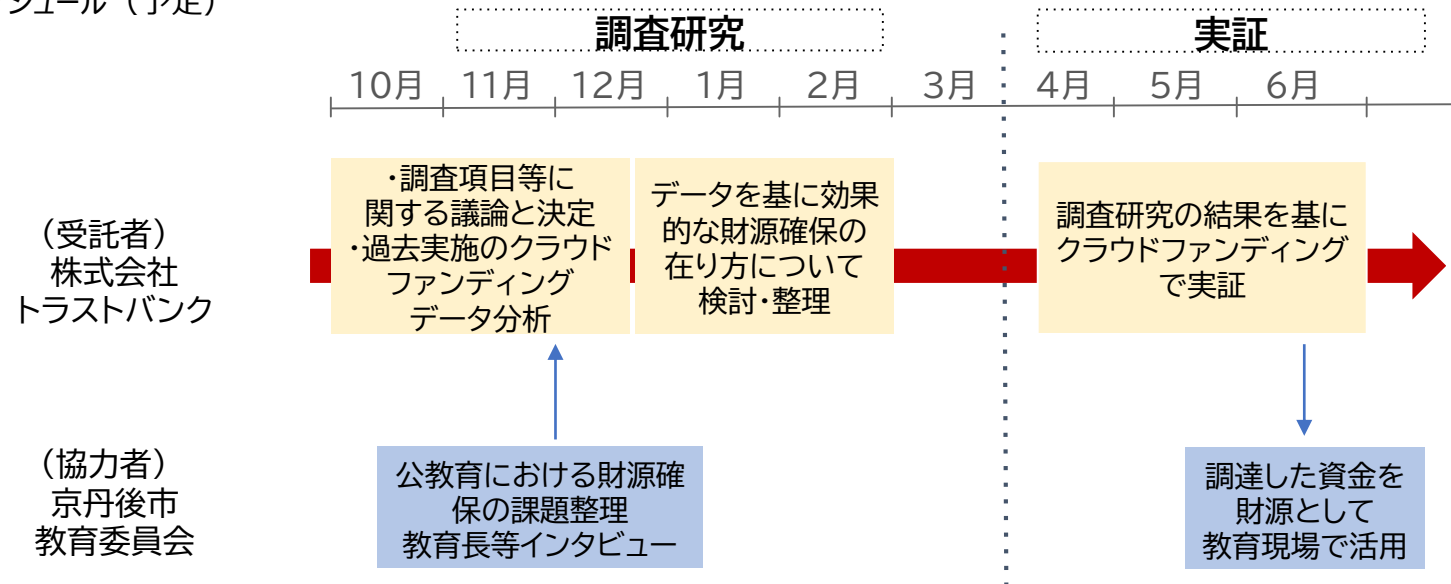 ジュール（予定）
調査研究
実証
10月 11月 12月 1月 2月 3月 4月 5月 6月
（受託者）
株式会社
トラストバンク
・調査項目等に
関する議論と決定
・過去実施のクラウド
ファンディング
データ分析
データを基に効果
的な財源確保の
在り方について
検討・整理
調査研究の結果を基に
クラウドファンディング
で実証
（協力者）
京丹後市
教育委員会
公教育における財源確
保の課題整理
教育長等インタビュー
調達した資金を
財源として
教育現場で活用